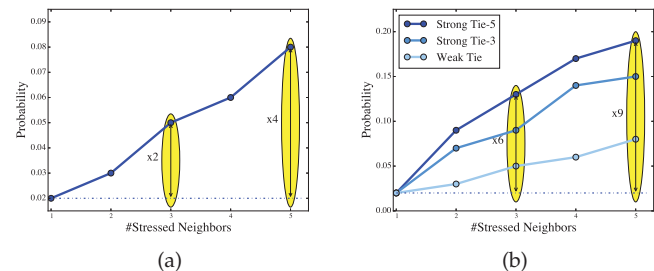 0.09
0.08
0.07
0.06
0.05
0.04
0.03
0.02
Probability
x2
x4
1 2 3 4 5
#Stressed Neighbors
(a)
0.20
0.15
0.10
0.05
0.00
Probability
Strong Tie-5
Strong Tie-3
Weak Tie
x6
x9
1 2 3 4 5
#Stressed Neighbors
(b)